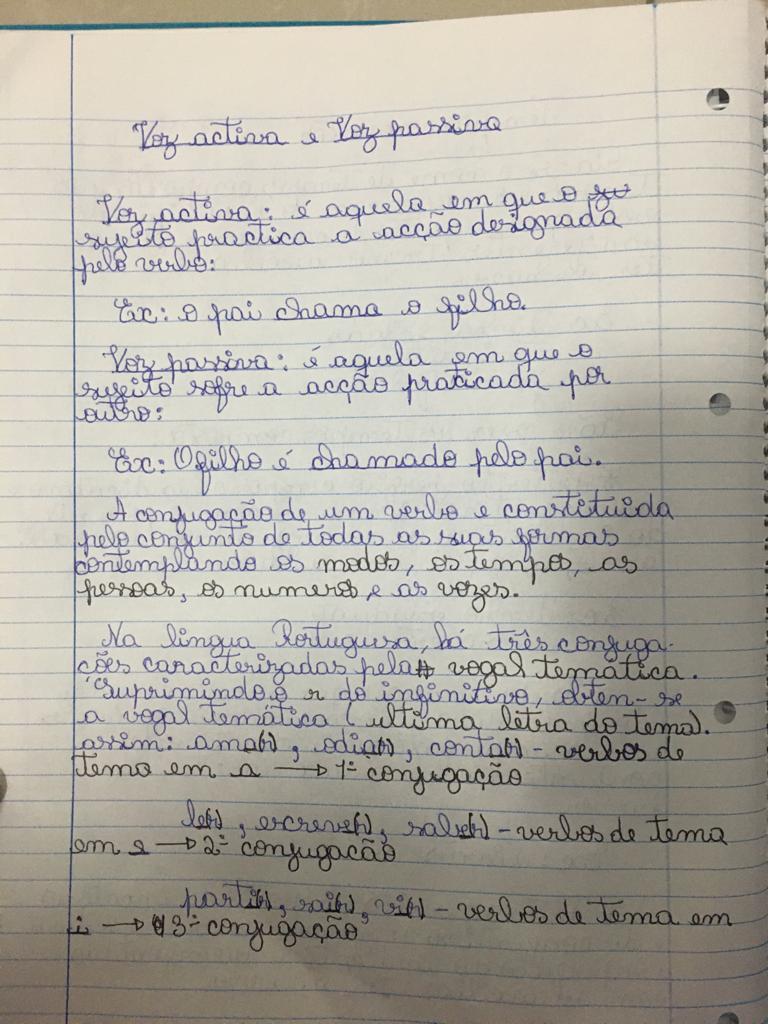 Voz activa e Voz passiva
Voz activa: é aquela em que o su
sujeito practica a acção designada
pelo verbo:
Ex: o pai chama o filho.
Voz passiva: é aquela em que o
sujeito sofre a acção praticada por
outro:
Ex: O filho é chamado pelo pai.
A conjugação de um verbo e constituida
pelo conjunto de todas as suas formas
contemplando os modos, os tempos, as
pessoas, os numeros, e as vozes.
Na lingua Portuguesa, há três conjuga-
ções caracterizadas pela vogal temática.
Suprimindo o r do infinitivo, obten-se
a vogal temática (ultima letra do tema).
assim: ama(r), odia(r), conta(r) - verbos de
tema em a → 1ª conjugação
le(r), escreve(r), sabe(r) - verbos de tema
em e → 2ª conjugação
parti(r), sai(r), vi(r) - verbos de tema em
i → 3ª conjugação